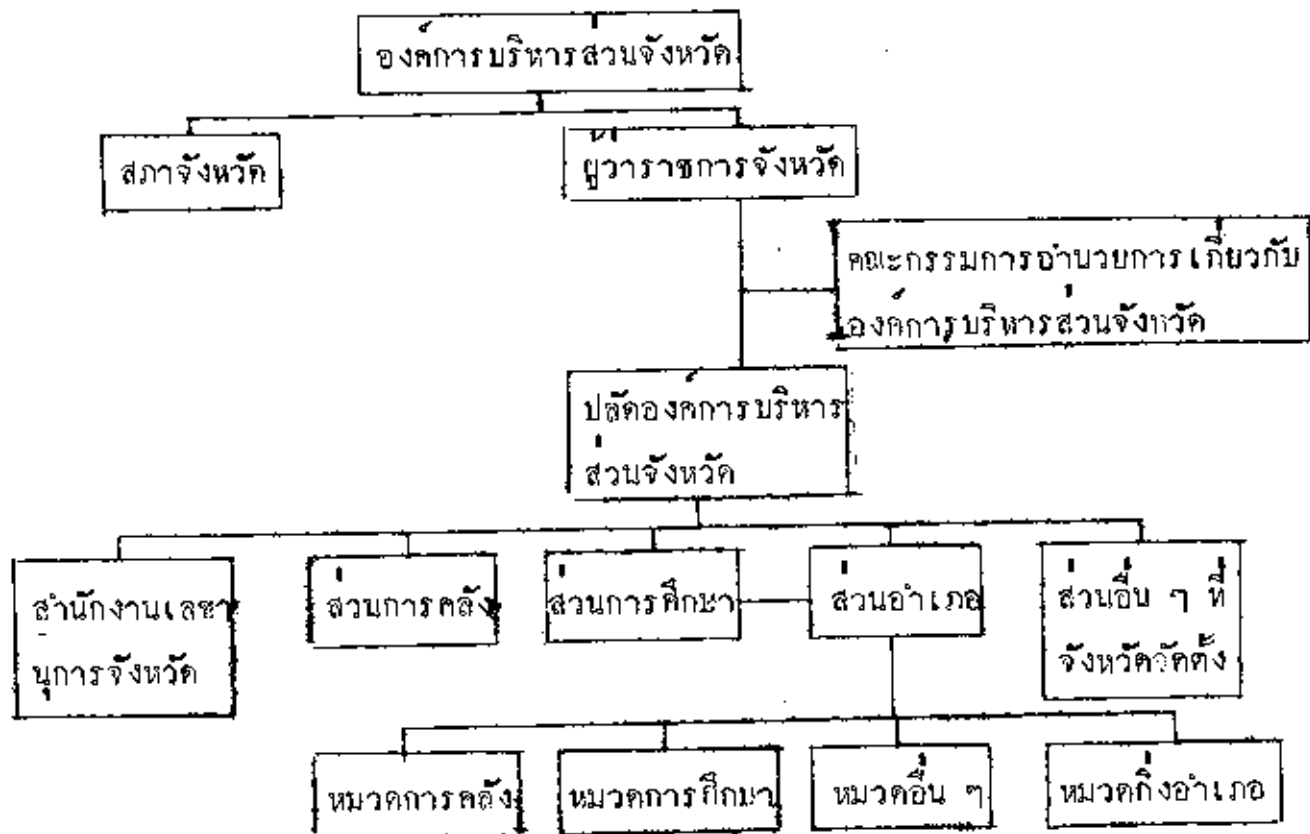 องค์การบริหารส่วนจังหวัด
สภาจังหวัด
ผู้ว่าราชการจังหวัด
คณะกรรมการอำนวยการเกี่ยวกับ
องค์การบริหารส่วนจังหวัด
ปลัดองค์การบริหาร
ส่วนจังหวัด
สำนักงานเลขา
นุการจังหวัด
ส่วนการคลัง
ส่วนการศึกษา
ส่วนอำเภอ
ส่วนอื่น ๆ ที่
จังหวัดจัดตั้ง
หมวดการคลัง
หมวดการศึกษา
หมวดอื่น ๆ
หมวดกิ่งอำเภอ